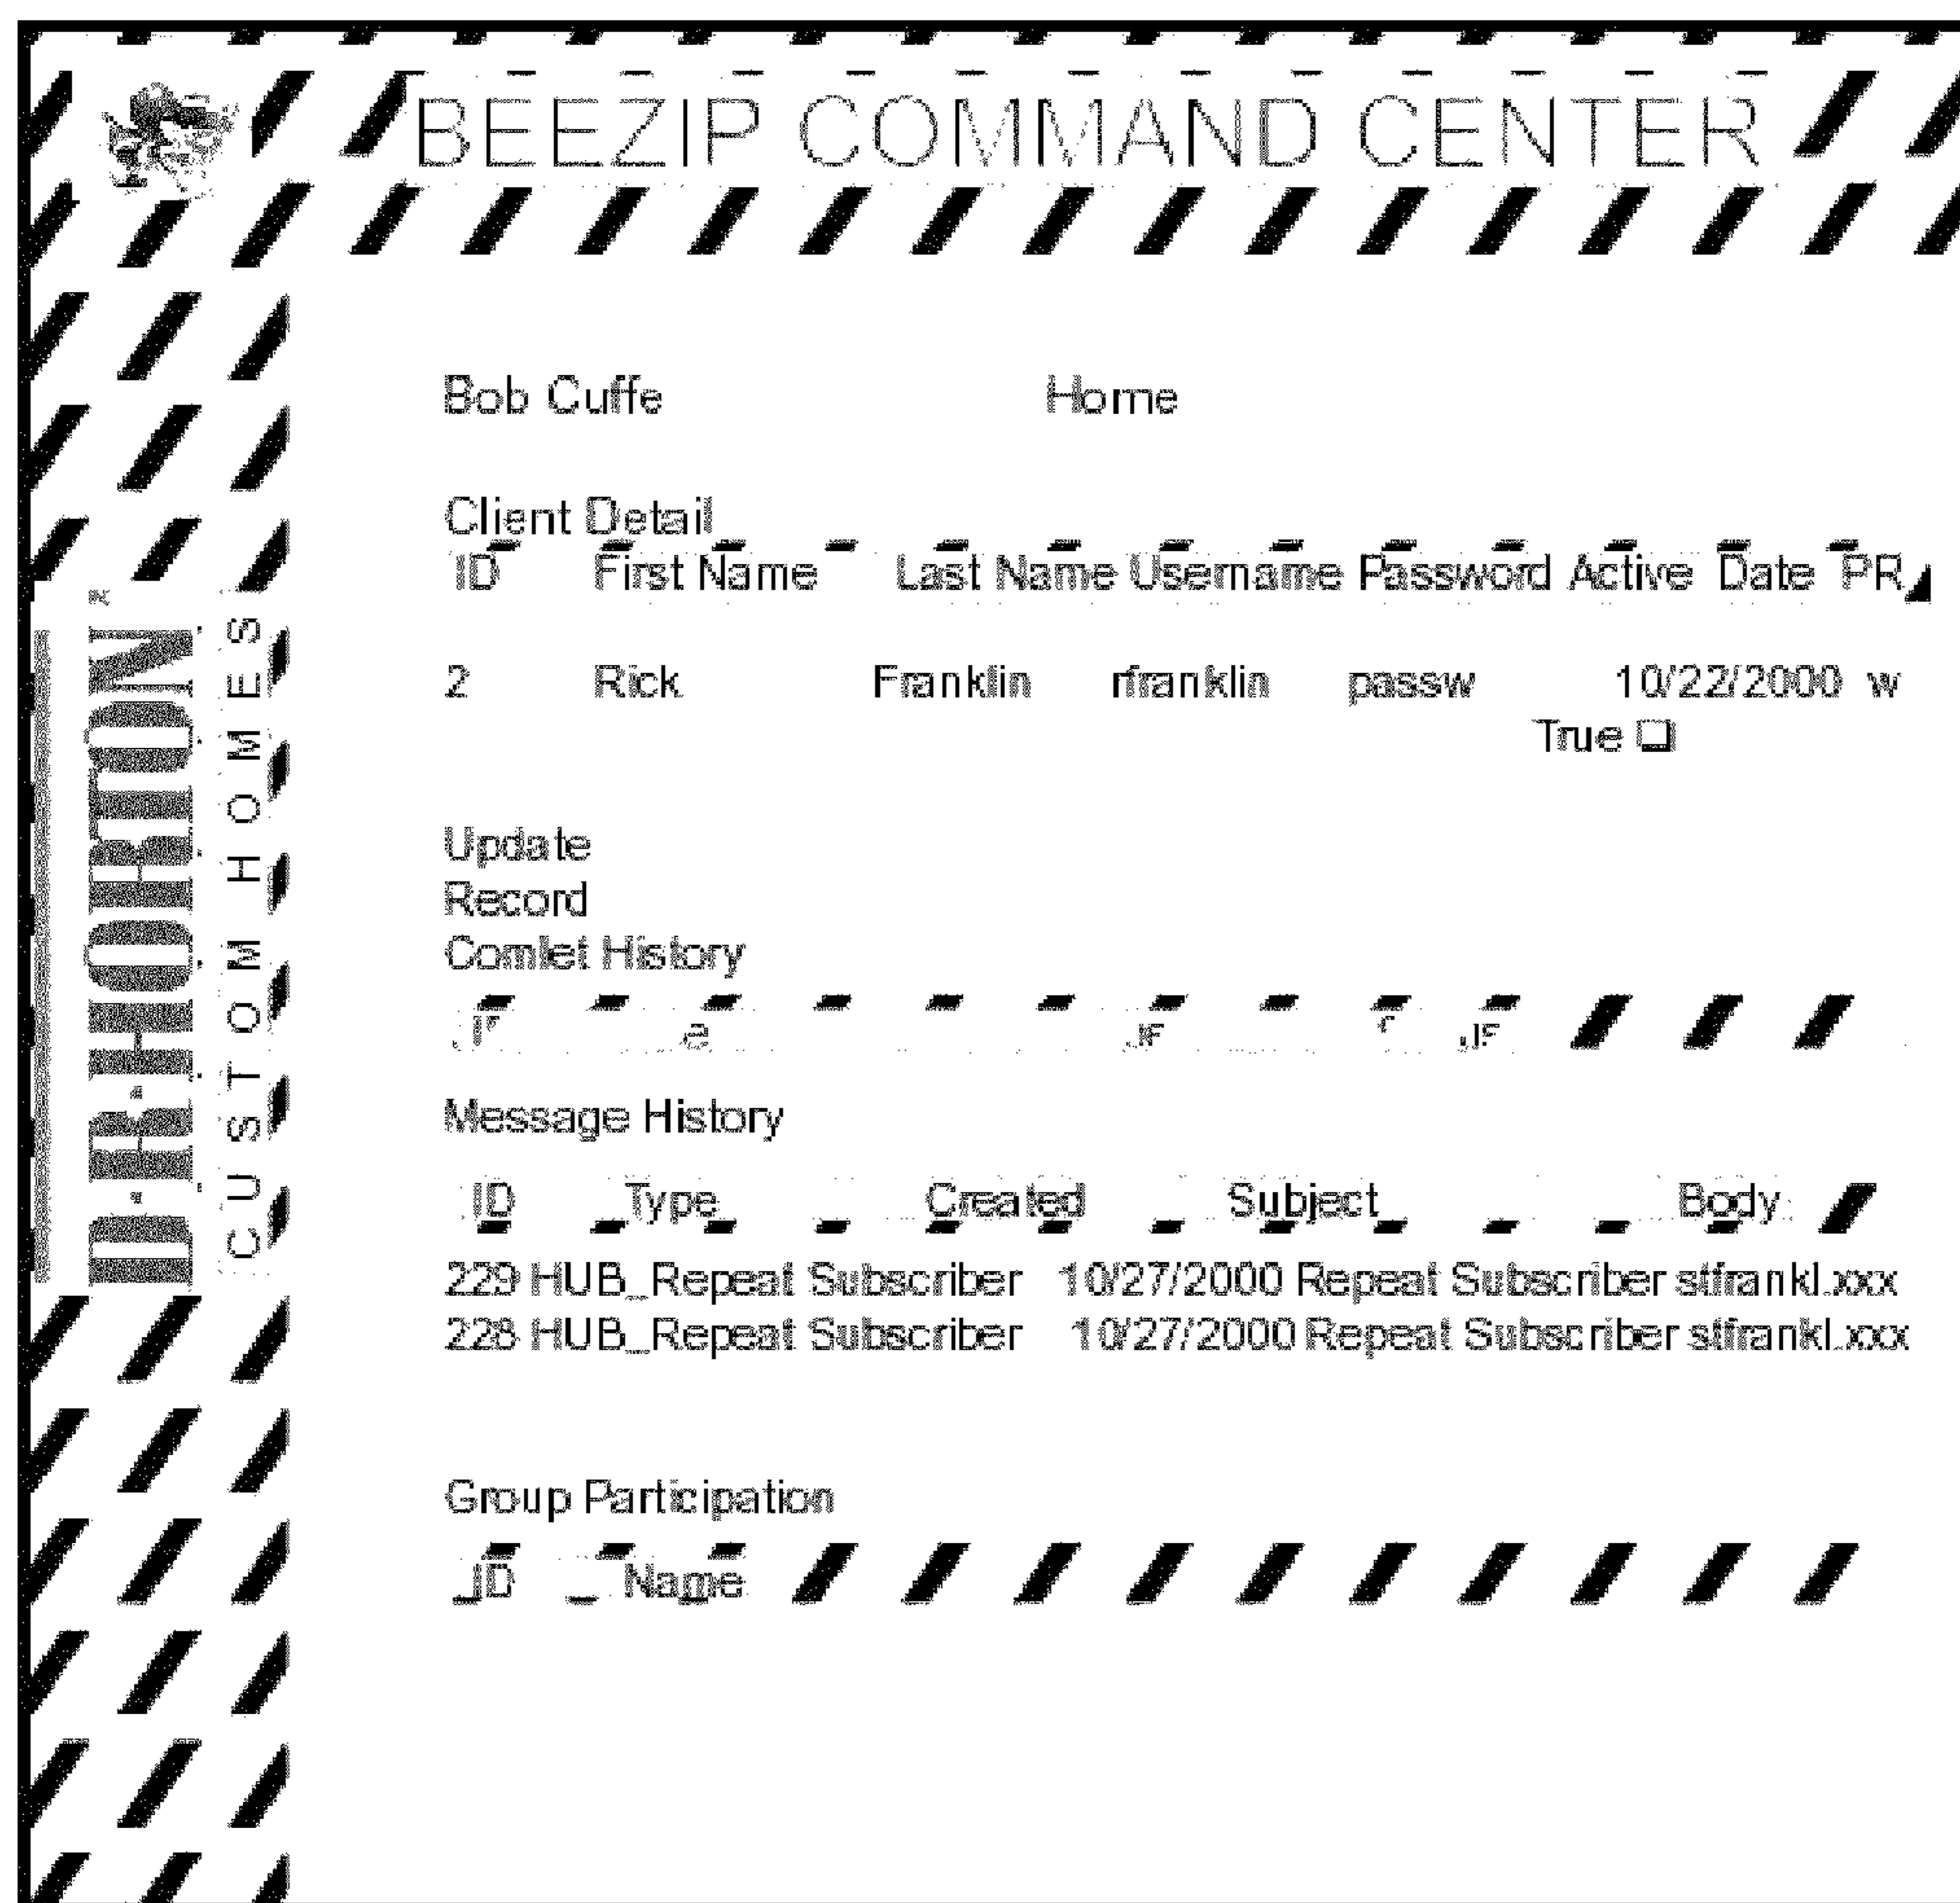 BEEZIP COMMAND CENTER
D·R·HORTON
CUSTOM HOMES
Bob Cuffe Home
Client Detail
ID First Name Last Name Username Password Active Date PR
2 Rick Franklin rfranklin passw 10/22/2000 w
True
Update
Record
Comlet History
Message History
ID Type Created Subject Body
229 HUB_Repeat Subscriber 10/27/2000 Repeat Subscriber stfrankl.xxx
228 HUB_Repeat Subscriber 10/27/2000 Repeat Subscriber stfrankl.xxx
Group Participation
ID Name